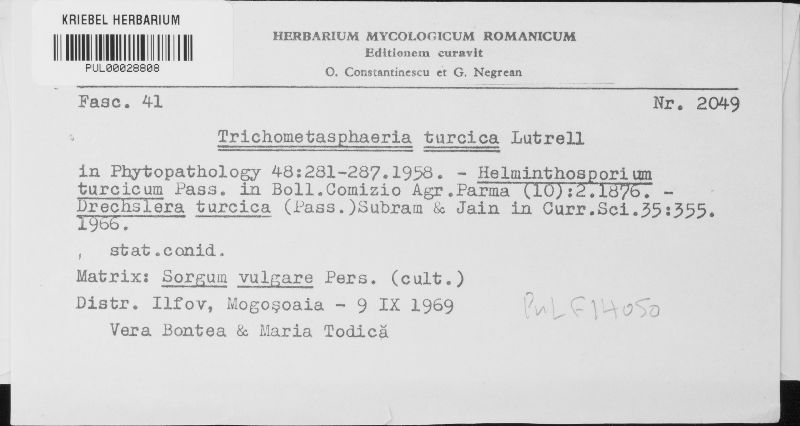 KRIEBEL HERBARIUM
PUL00028808
HERBARIUM MYCOLOGICUM ROMANICUM
Editionem curavit
O. Constantinescu et G. Negrean
Fasc. 41 Nr. 2049
Trichometasphaeria turcica Lutrell
in Phytopathology 48:281-287.1958. - Helminthosporium
turcicum Pass. in Boll.Comizio Agr.Parma (10):2.1876. -
Drechslera turcica (Pass.)Subram & Jain in Curr.Sci.35:355.
1966.
, stat.conid.
Matrix: Sorgum vulgare Pers. (cult.)
Distr. Ilfov, Mogoşoaia - 9 IX 1969
Vera Bontea & Maria Todică
PuL F14050